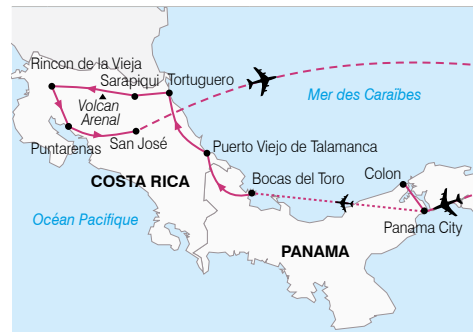 Rincon de la Vieja
Sarapiqui
Tortuguero
Volcan
Arenal
Mer des Caraïbes
Puntarenas
San José
Puerto Viejo de Talamanca
COSTA RICA
Bocas del Toro
Colon
Océan Pacifique
Panama City
PANAMA